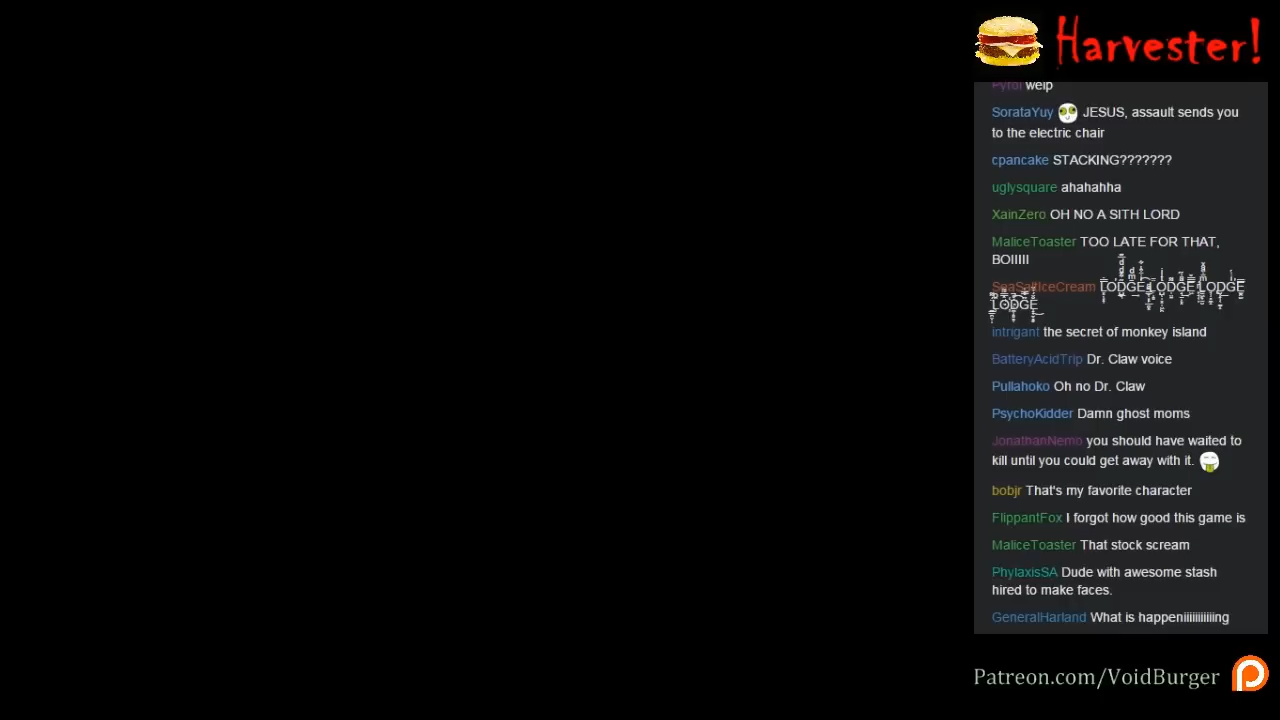 Harvester!
Pyrol welp
SorataYuy JESUS, assault sends you
to the electric chair
cpancake STACKING???????
uglysquare ahahahha
XainZero OH NO A SITH LORD
MaliceToaster TOO LATE FOR THAT,
BOIIIII
SeaSaltIceCream LODGE LODGE LODGE
LODGE
intrigant the secret of monkey island
BatteryAcidTrip Dr. Claw voice
Pullahoko Oh no Dr. Claw
PsychoKidder Damn ghost moms
JonathanNemo you should have waited to
kill until you could get away with it.
bobjr That's my favorite character
FlippantFox I forgot how good this game is
MaliceToaster That stock scream
PhylaxisSA Dude with awesome stash
hired to make faces.
GeneralHarland What is happeniiiiiiiiiiing
Patreon.com/VoidBurger